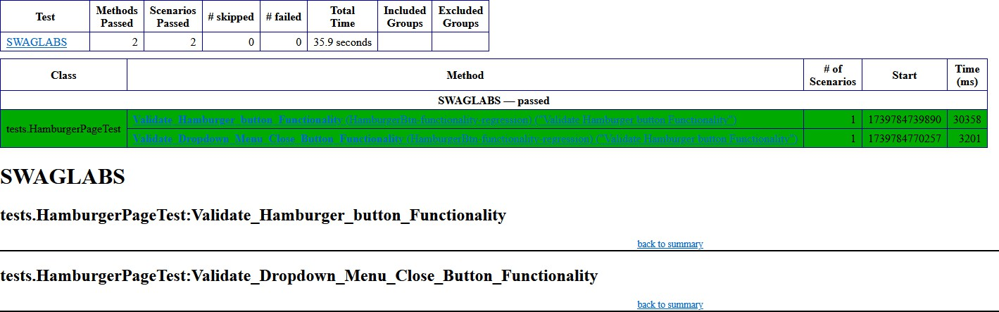 Test Methods Passed Scenarios Passed # skipped # failed Total Time Included Groups Excluded Groups
SWAGLABS 2 2 0 0 35.9 seconds
Class Method # of Scenarios Start Time (ms)
SWAGLABS — passed
tests.HamburgerPageTest Validate_Hamburger_button_Functionality (HamburgerBtn-functionality-regression) ("Validate Hamburger button Functionality") 1 1739784739890 30358
Validate_Dropdown_Menu_Close_Button_Functionality (HamburgerBtn-functionality-regression) ("Validate Hamburger button Functionality") 1 1739784770257 3201
SWAGLABS
tests.HamburgerPageTest:Validate_Hamburger_button_Functionality
back to summary
tests.HamburgerPageTest:Validate_Dropdown_Menu_Close_Button_Functionality
back to summary